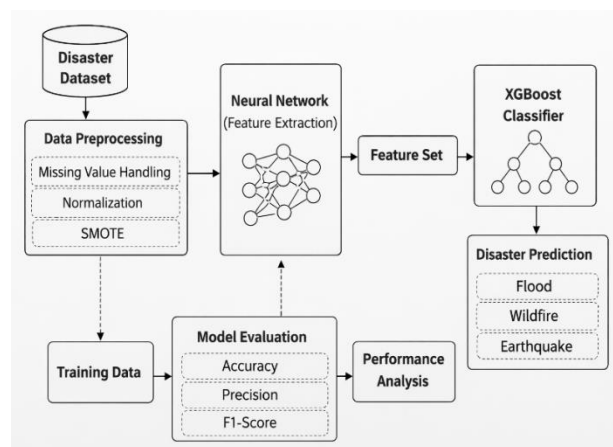 Disaster
Dataset
Data Preprocessing
Missing Value Handling
Normalization
SMOTE
Neural Network
(Feature Extraction)
Feature Set
XGBoost
Classifier
Disaster Prediction
Flood
Wildfire
Earthquake
Training Data
Model Evaluation
Accuracy
Precision
F1-Score
Performance
Analysis